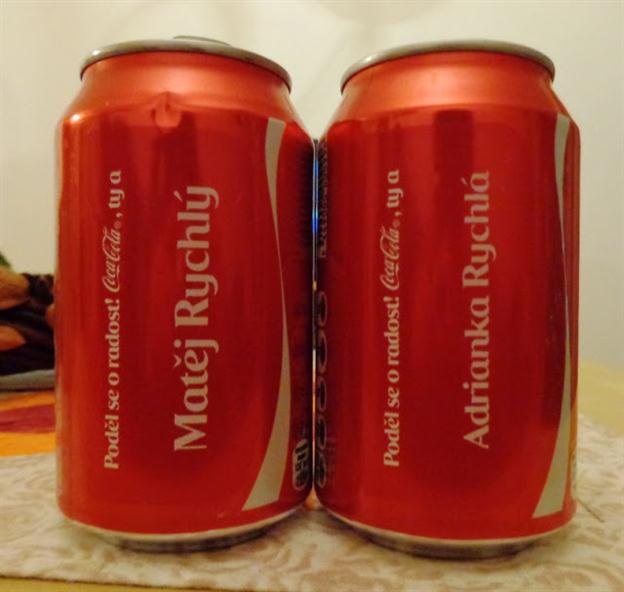 Poděl se o radost! Coca-Cola®, ty a
Matěj Rychlý
Poděl se o radost! Coca-Cola®, ty a
Adrianka Rychlá